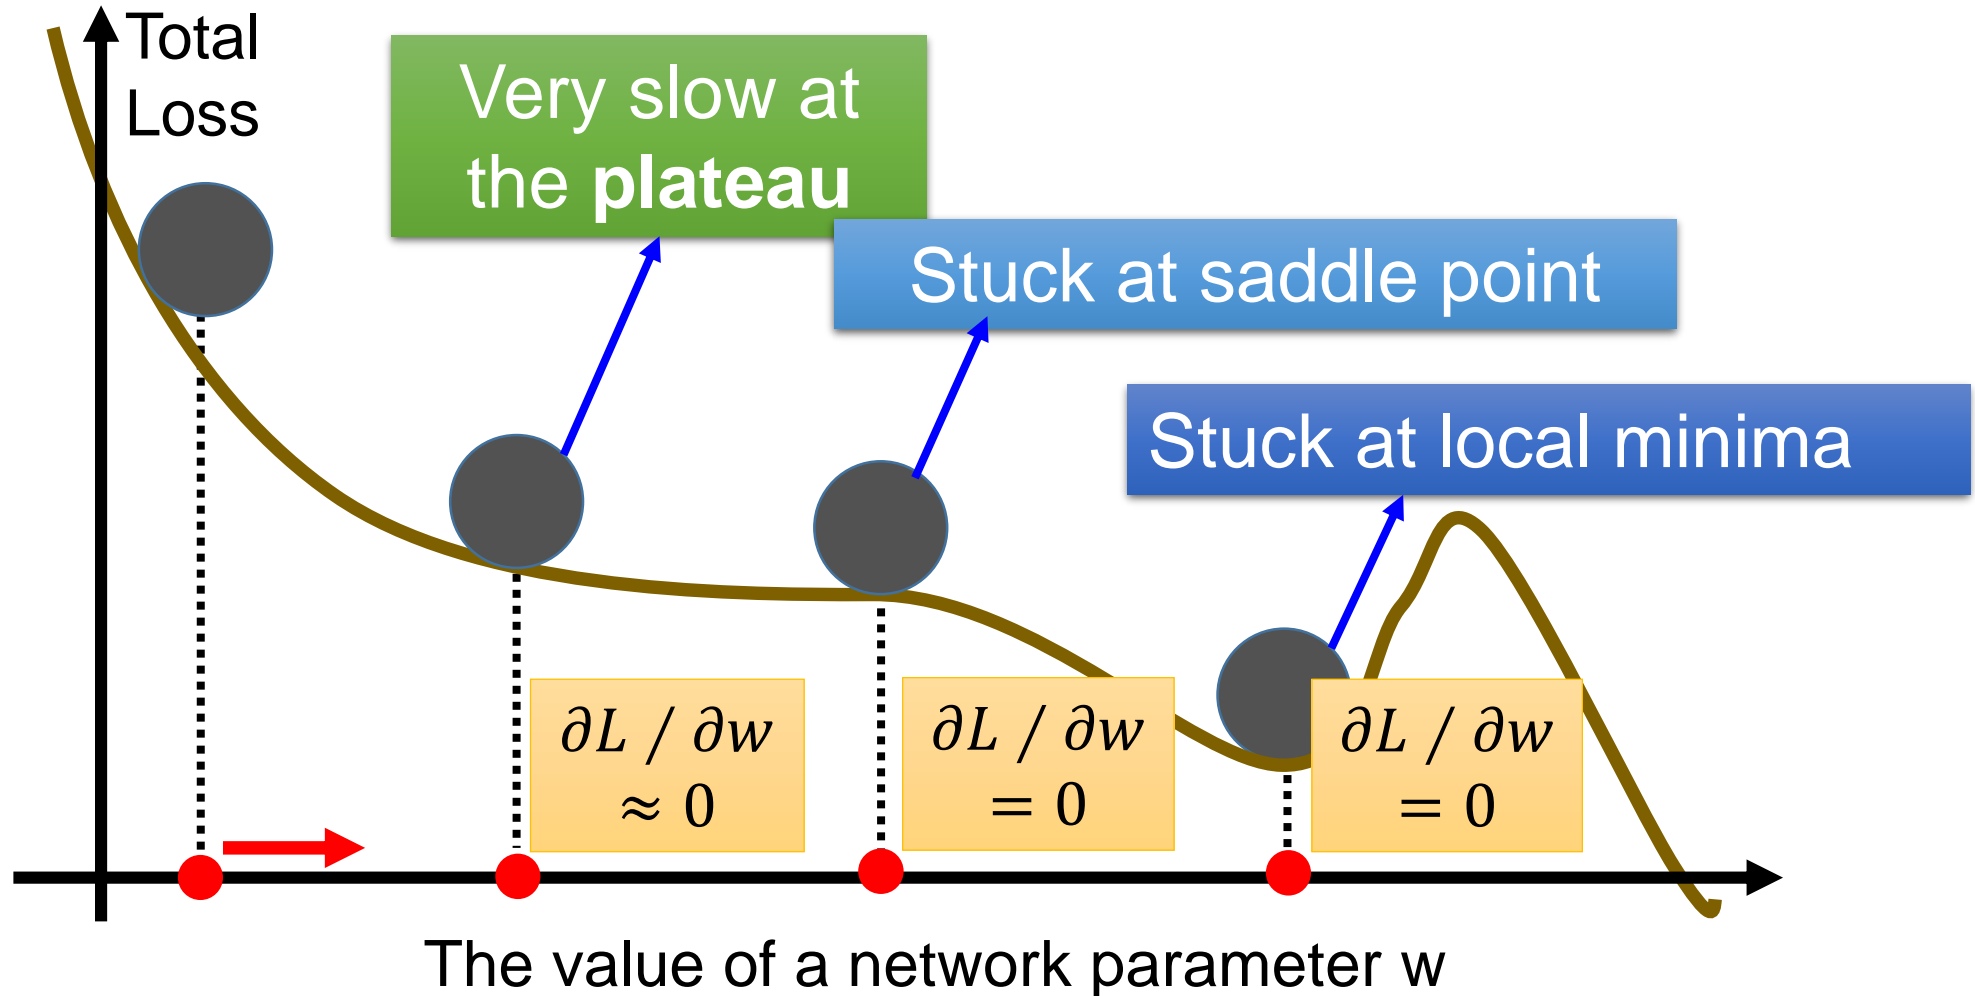 Total
Loss
Very slow at
the plateau
Stuck at saddle point
Stuck at local minima
∂L / ∂w
≈ 0
∂L / ∂w
= 0
∂L / ∂w
= 0
The value of a network parameter w